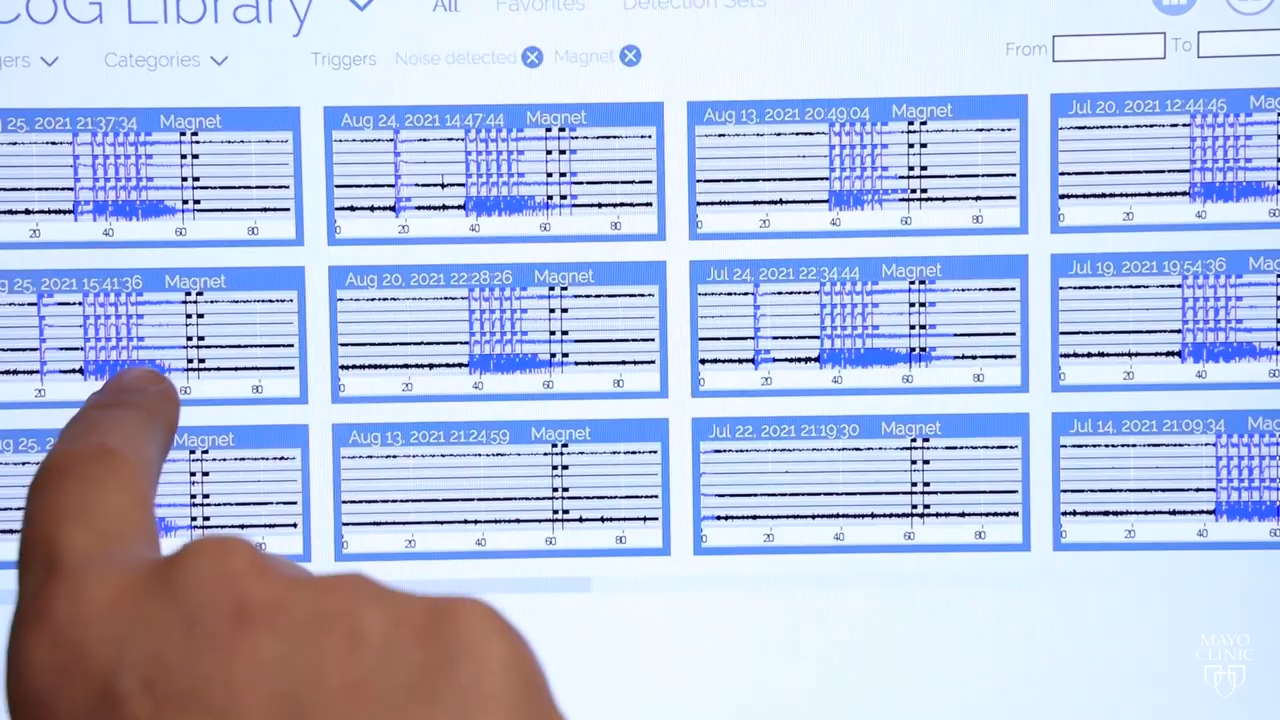 CoG Library All Favorites Detection Sets
gers Categories Triggers Noise detected Magnet From To
g 25, 2021 21:37:34 Magnet
20 40 60 80
Aug 24, 2021 14:47:44 Magnet
0 20 40 60 80
Aug 13, 2021 20:49:04 Magnet
0 20 40 60 80
Jul 20, 2021 12:44:45 Mag
0 20 40 60
g 25, 2021 15:41:36 Magnet
20 60 80
Aug 20, 2021 22:28:26 Magnet
0 20 40 60 80
Jul 24, 2021 22:34:44 Magnet
0 20 40 60 80
Jul 19, 2021 19:54:36 Mag
0 20 40 60
g 25, 2 Magnet
80
Aug 13, 2021 21:24:59 Magnet
0 20 40 60 80
Jul 22, 2021 21:19:30 Magnet
0 20 40 60 80
Jul 14, 2021 21:09:34 Mag
0 20 40 60
MAYO
CLINIC